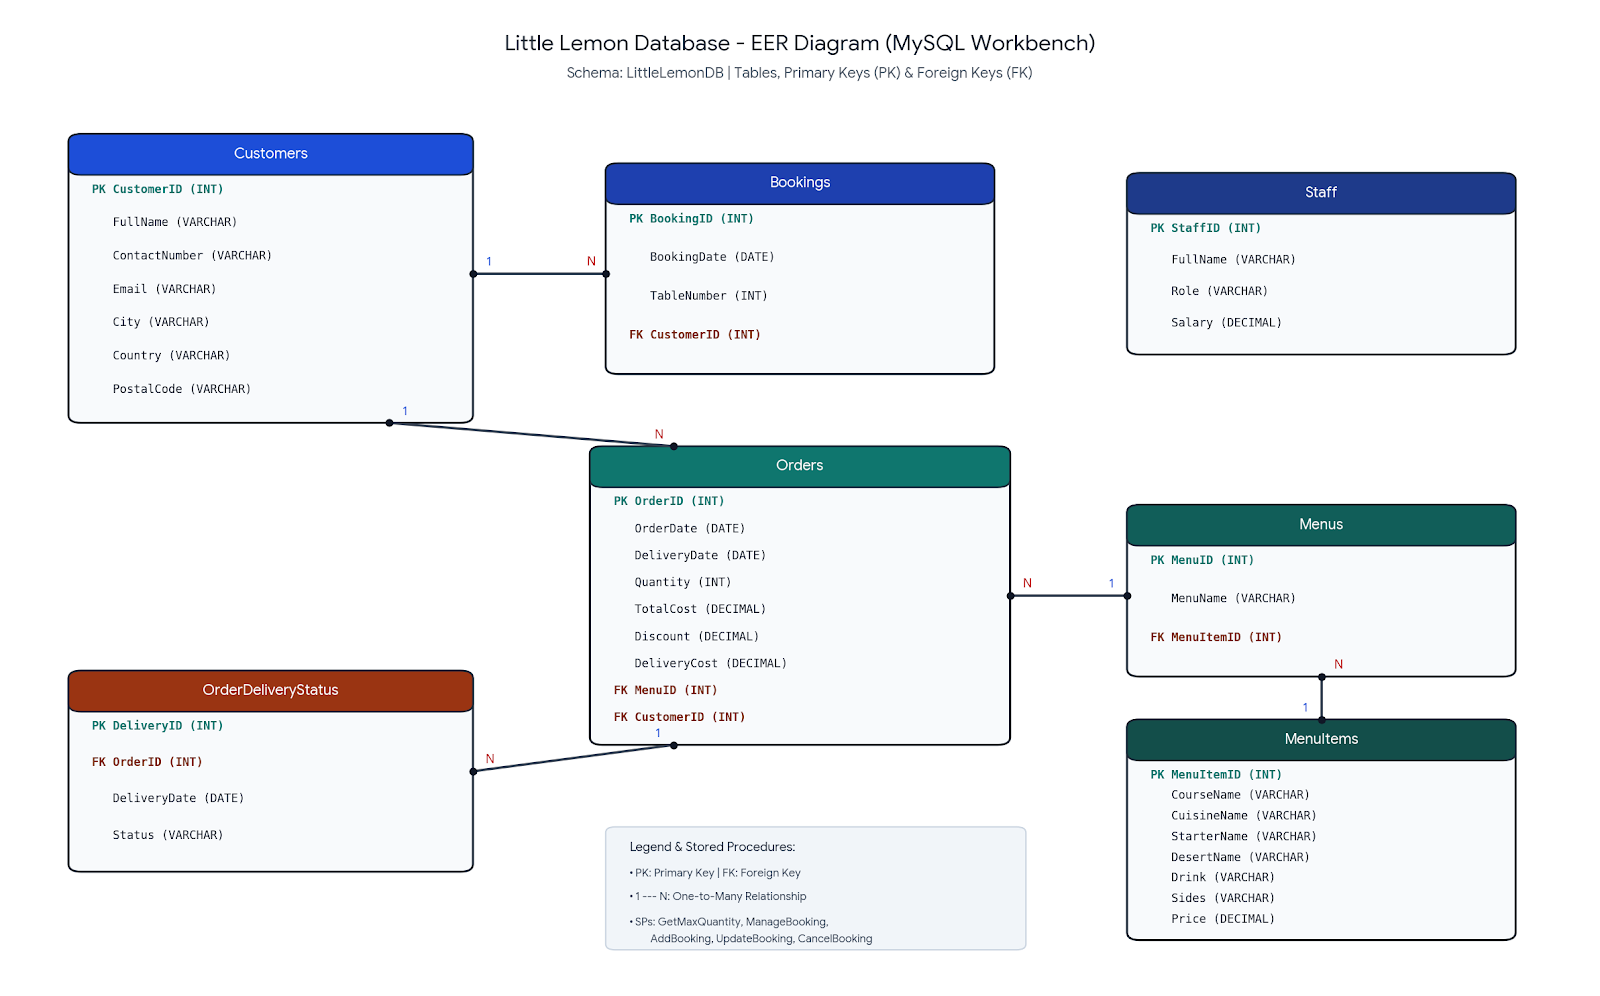 Little Lemon Database - EER Diagram (MySQL Workbench)
Schema: LittleLemonDB | Tables, Primary Keys (PK) & Foreign Keys (FK)
Customers
PK CustomerID (INT)
FullName (VARCHAR)
ContactNumber (VARCHAR)
Email (VARCHAR)
City (VARCHAR)
Country (VARCHAR)
PostalCode (VARCHAR)
1
N
Bookings
PK BookingID (INT)
BookingDate (DATE)
TableNumber (INT)
FK CustomerID (INT)
Staff
PK StaffID (INT)
FullName (VARCHAR)
Role (VARCHAR)
Salary (DECIMAL)
1
N
Orders
PK OrderID (INT)
OrderDate (DATE)
DeliveryDate (DATE)
Quantity (INT)
TotalCost (DECIMAL)
Discount (DECIMAL)
DeliveryCost (DECIMAL)
FK MenuID (INT)
FK CustomerID (INT)
1
N
N
1
Menus
PK MenuID (INT)
MenuName (VARCHAR)
FK MenuItemID (INT)
N
1
OrderDeliveryStatus
PK DeliveryID (INT)
FK OrderID (INT)
DeliveryDate (DATE)
Status (VARCHAR)
MenuItems
PK MenuItemID (INT)
CourseName (VARCHAR)
CuisineName (VARCHAR)
StarterName (VARCHAR)
DesertName (VARCHAR)
Drink (VARCHAR)
Sides (VARCHAR)
Price (DECIMAL)
Legend & Stored Procedures:
• PK: Primary Key | FK: Foreign Key
• 1 --- N: One-to-Many Relationship
• SPs: GetMaxQuantity, ManageBooking,
AddBooking, UpdateBooking, CancelBooking